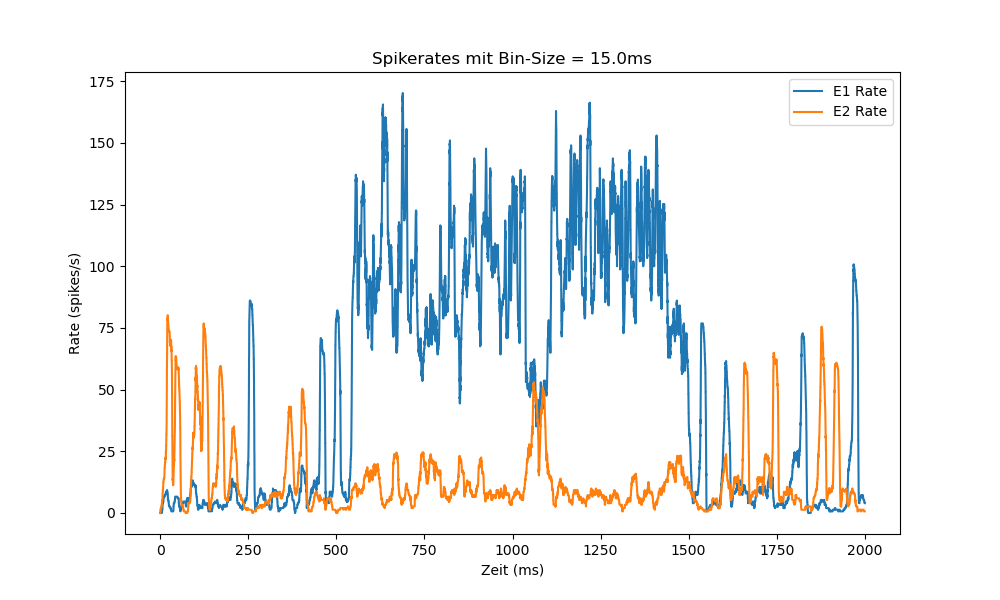 Spikerates mit Bin-Size = 15.0ms
E1 Rate
E2 Rate
Rate (spikes/s)
175
150
125
100
75
50
25
0
0 250 500 750 1000 1250 1500 1750 2000
Zeit (ms)